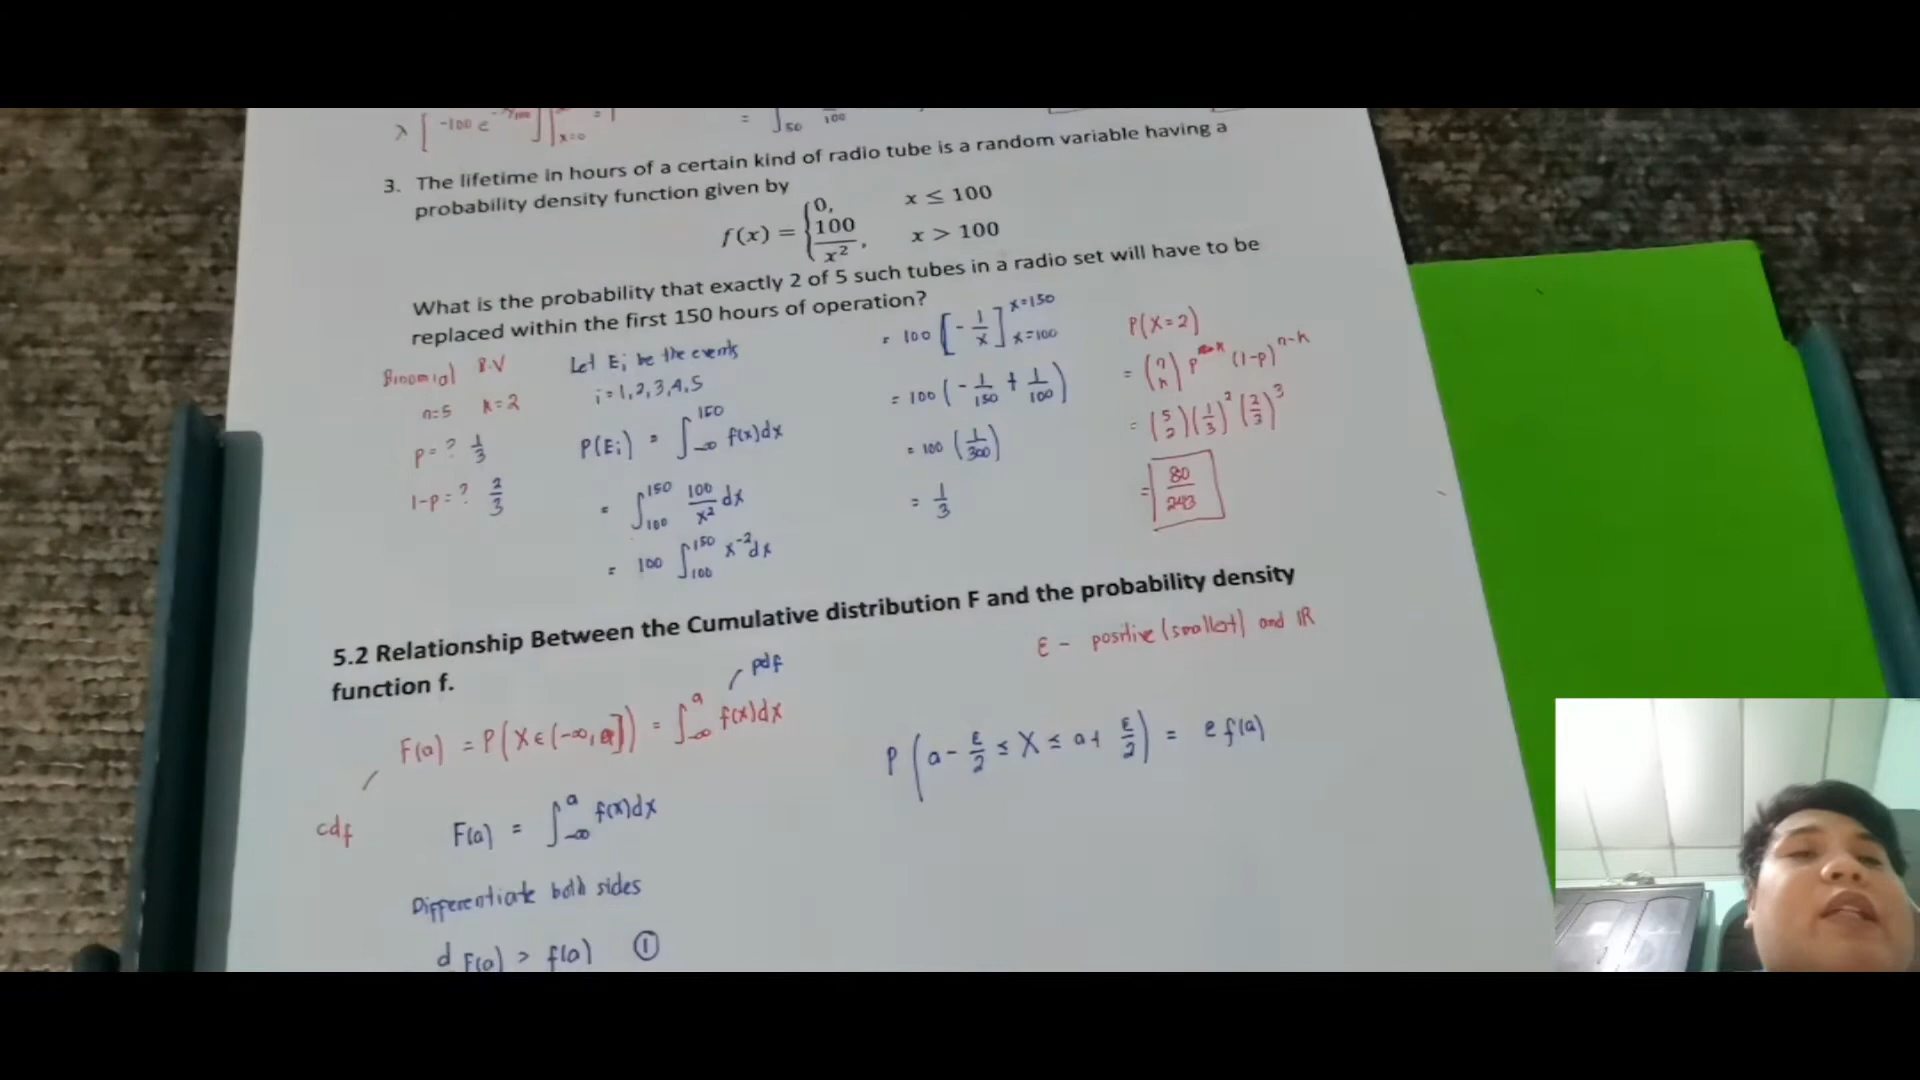 λ [ -100 e ] | x=0 = 1
= ∫ 50 100
3. The lifetime in hours of a certain kind of radio tube is a random variable having a
probability density function given by
f(x) = { 0, x ≤ 100
100/x², x > 100
What is the probability that exactly 2 of 5 such tubes in a radio set will have to be
replaced within the first 150 hours of operation?
Binomial R.V
n=5 k=2
p=? 1/3
1-p=? 2/3
Let Ei be the events
i=1,2,3,4,5
P(Ei) = ∫_-∞^150 f(x)dx
= ∫_100^150 100/x² dx
= 100 ∫_100^150 x^-2 dx
= 100 [ - 1/x ] x=150 x=100
= 100 ( - 1/150 + 1/100 )
= 100 ( 1/300 )
= 1/3
P(X=2)
= (n k) p^k (1-p)^n-k
= (5 2) (1/3)^2 (2/3)^3
= 80/243
5.2 Relationship Between the Cumulative distribution F and the probability density
function f.
ε - positive (smallest) and IR
pdf
F(a) = P(X∈(-∞,a]) = ∫_-∞^a f(x)dx
cdf
F(a) = ∫_-∞^a f(x)dx
Differentiate both sides
d F(a) = f(a) ①
P( a - ε/2 ≤ X ≤ a + ε/2 ) = ε f(a)